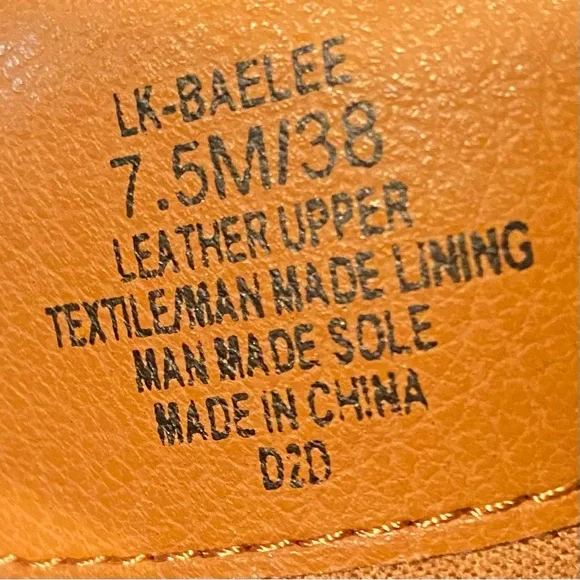 LK-BAELEE
7.5M/38
LEATHER UPPER
TEXTILE/MAN MADE LINING
MAN MADE SOLE
MADE IN CHINA
D2D